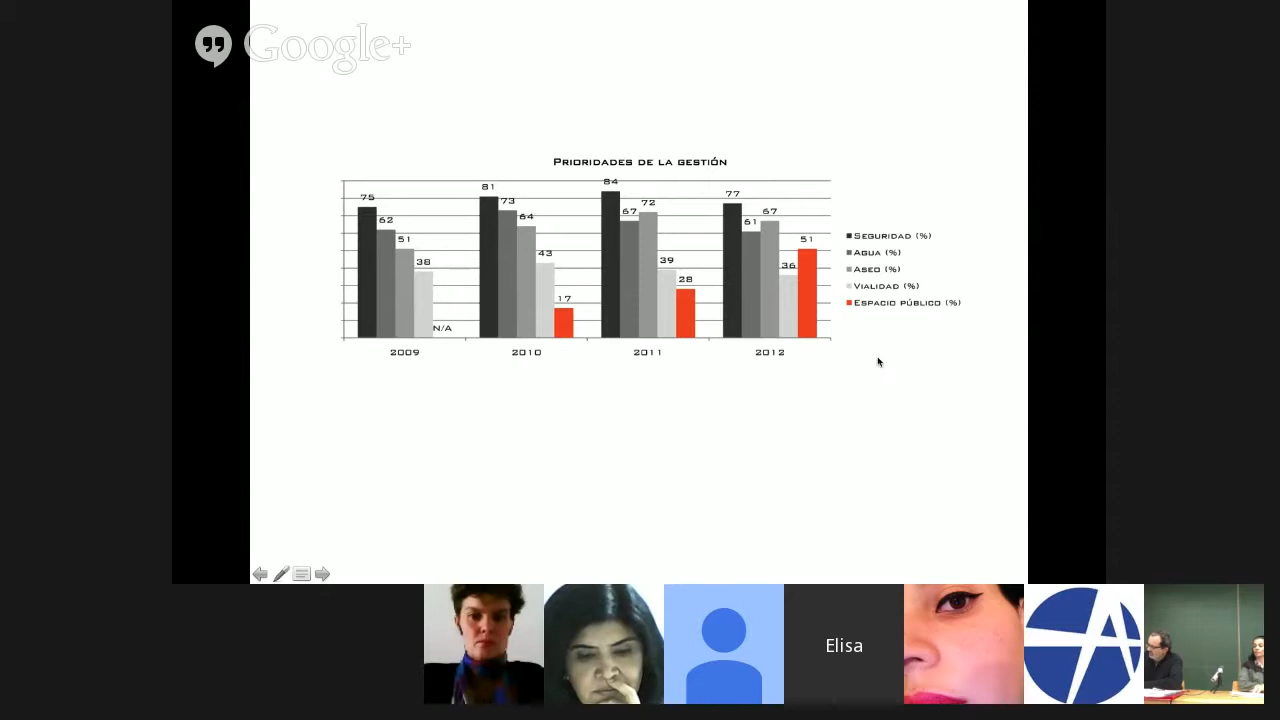 Google+
PRIORIDADES DE LA GESTIÓN
75
62
51
38
N/A
81
73
64
43
17
84
67
72
39
28
77
61
67
36
51
2009
2010
2011
2012
SEGURIDAD (%)
AGUA (%)
ASEO (%)
VIALIDAD (%)
ESPACIO PÚBLICO (%)
Elisa